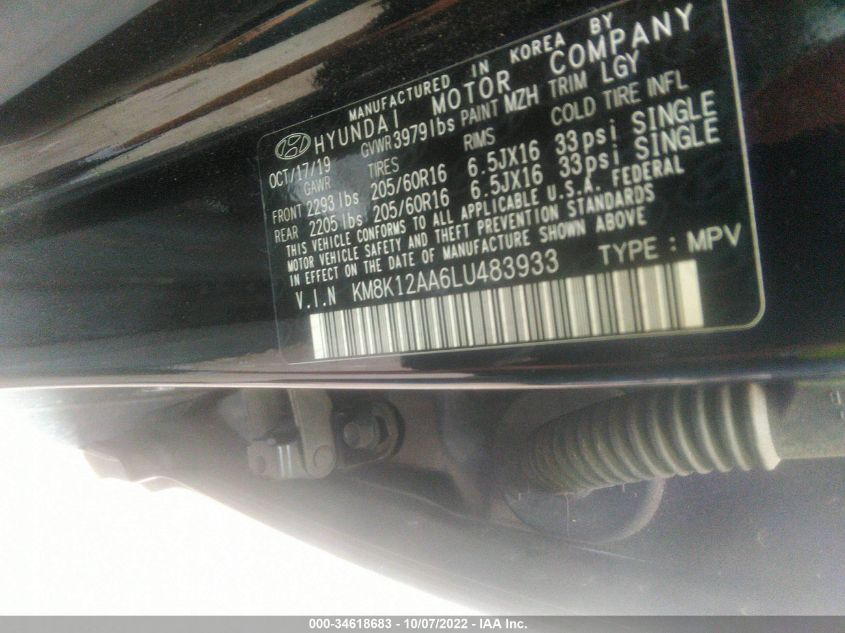 MANUFACTURED IN KOREA BY
HYUNDAI MOTOR COMPANY
OCT/17/19 GVWR 3979 lbs PAINT MZH TRIM LGY
GAWR TIRES RIMS COLD TIRE INFL
FRONT 2293 lbs 205/60R16 6.5JX16 33psi SINGLE
REAR 2205 lbs 205/60R16 6.5JX16 33psi SINGLE
THIS VEHICLE CONFORMS TO ALL APPLICABLE U.S.A. FEDERAL
MOTOR VEHICLE SAFETY AND THEFT PREVENTION STANDARDS
IN EFFECT ON THE DATE OF MANUFACTURE SHOWN ABOVE
V.I.N KM8K12AA6LU483933 TYPE : MPV
000-34618683 - 10/07/2022 - IAA Inc.